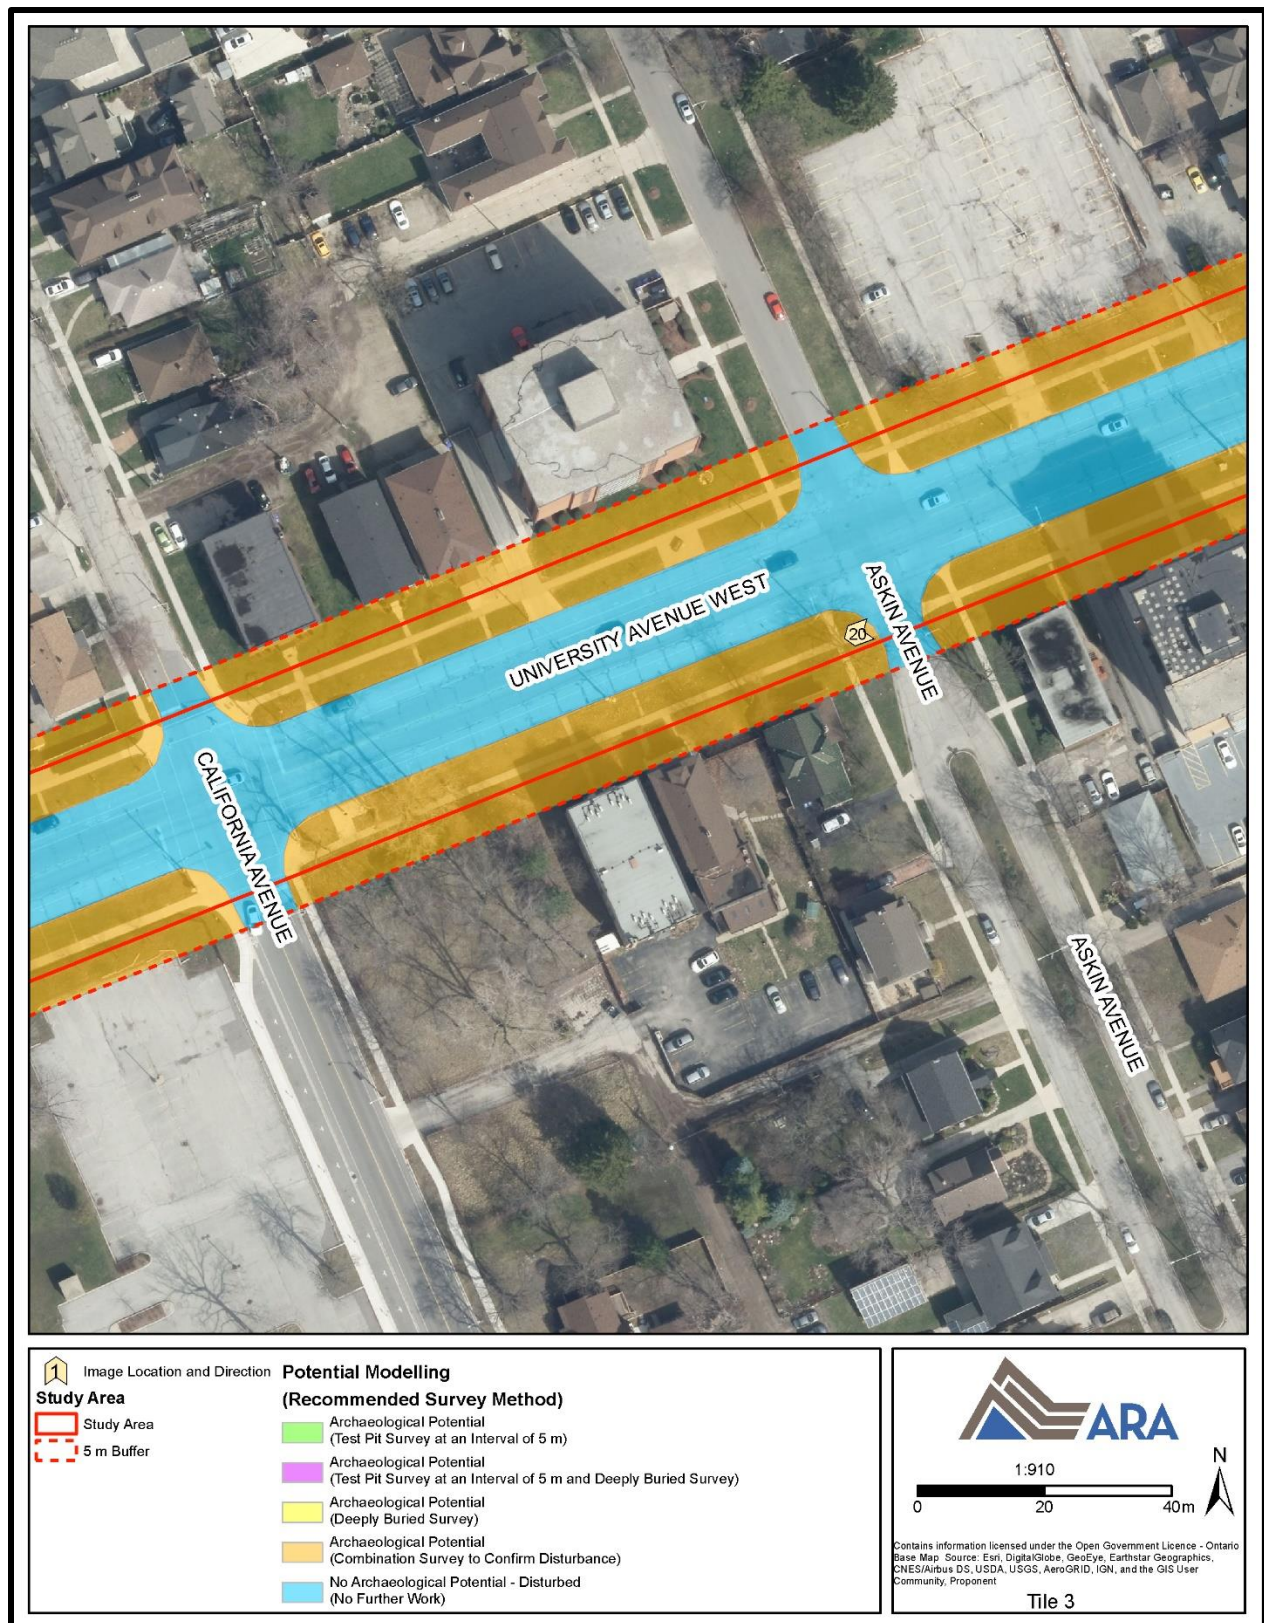 UNIVERSITY AVENUE WEST
ASKIN AVENUE
20
CALIFORNIA AVENUE
ASKIN AVENUE
1 Image Location and Direction
Study Area
Study Area
5 m Buffer
Potential Modelling
(Recommended Survey Method)
Archaeological Potential
(Test Pit Survey at an Interval of 5 m)
Archaeological Potential
(Test Pit Survey at an Interval of 5 m and Deeply Buried Survey)
Archaeological Potential
(Deeply Buried Survey)
Archaeological Potential
(Combination Survey to Confirm Disturbance)
No Archaeological Potential - Disturbed
(No Further Work)
ARA
N
1:910
0 20 40m
Contains information licensed under the Open Government Licence - Ontario
Base Map Source: Esri, DigitalGlobe, GeoEye, Earthstar Geographics,
CNES/Airbus DS, USDA, USGS, AeroGRID, IGN, and the GIS User
Community, Proponent
Tile 3